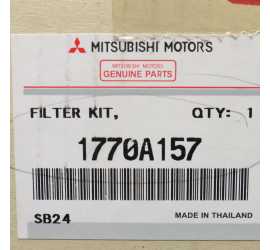 MITSUBISHI MOTORS
MITSUBISHI MOTORS
GENUINE PARTS
FILTER KIT, QTY: 1
1770A157
SB24 MADE IN THAILAND